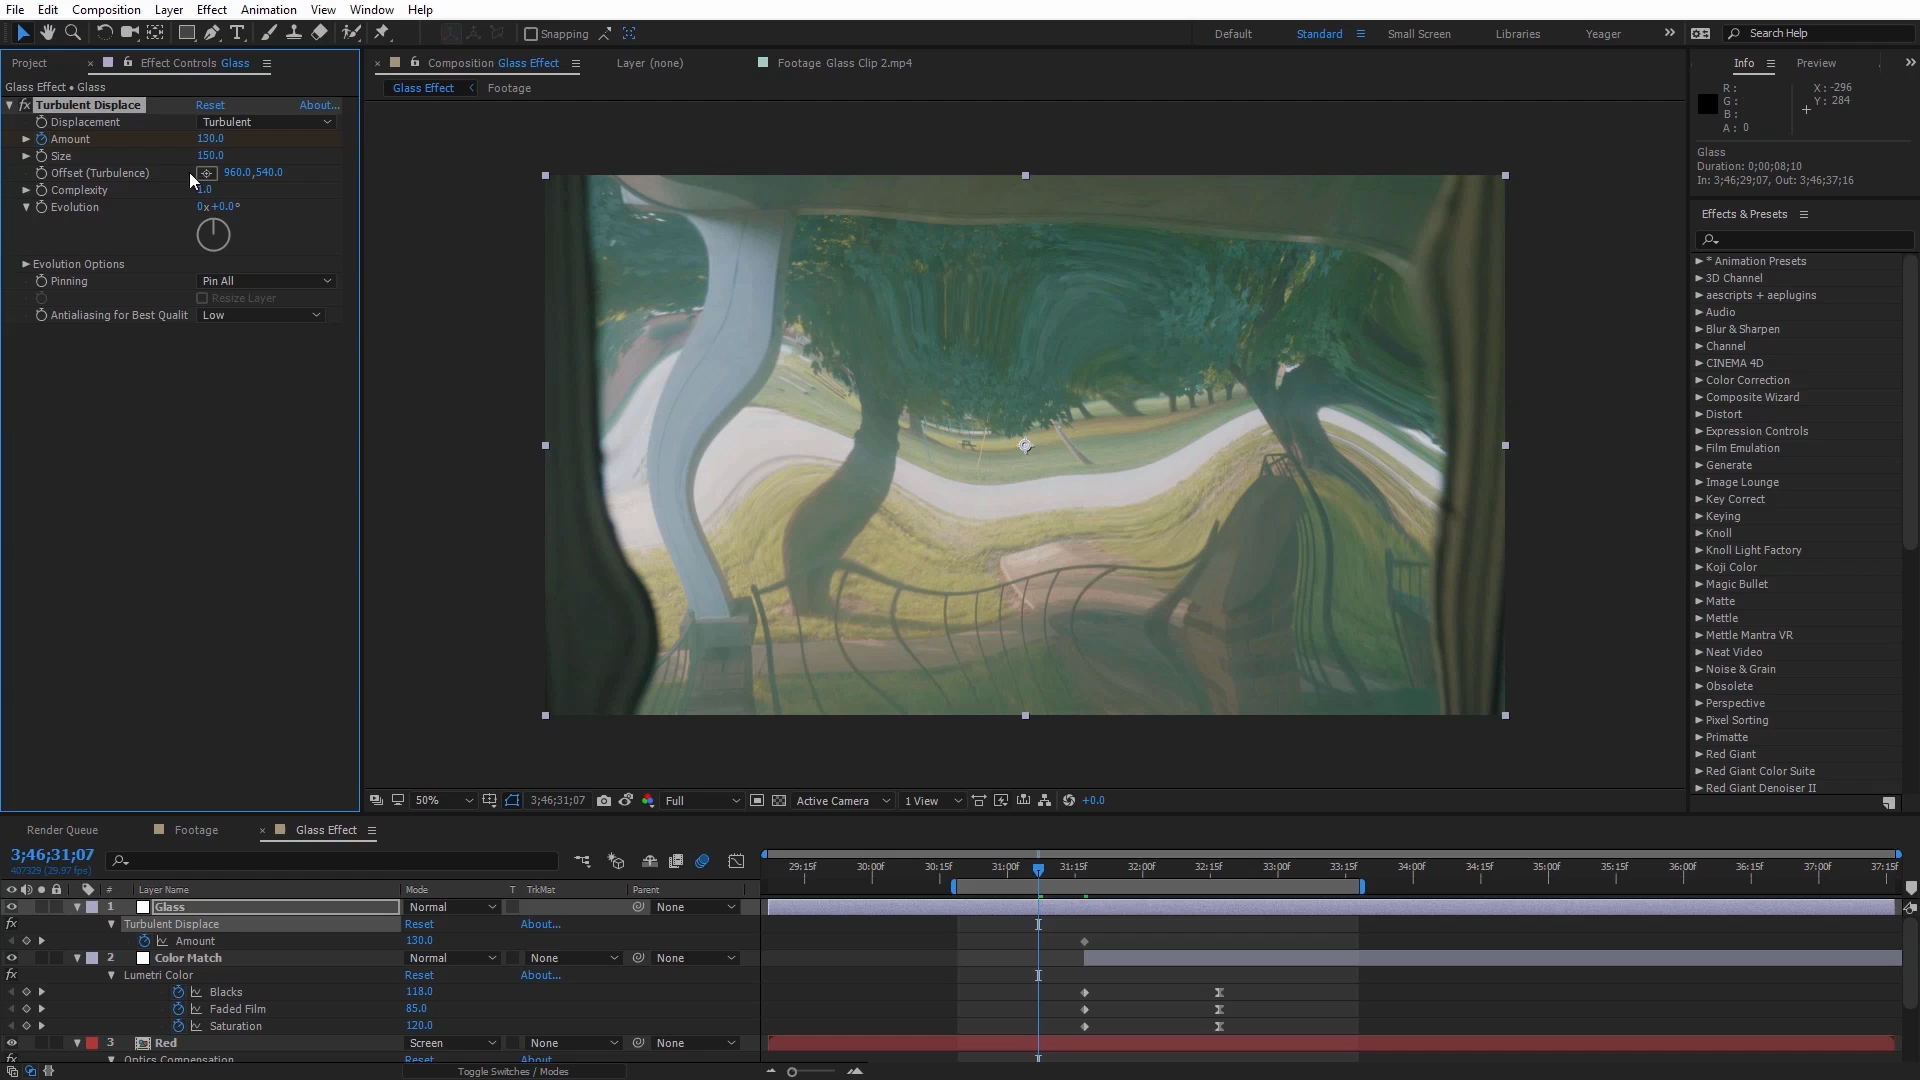 File Edit Composition Layer Effect Animation View Window Help
Snapping Default Standard Small Screen Libraries Yeager Search Help
Project Effect Controls Glass
Composition Glass Effect Layer (none) Footage Glass Clip 2.mp4
Info Preview
Glass Effect • Glass
Glass Effect Footage
Turbulent Displace Reset About...
Displacement Turbulent
Amount 130.0
Size 150.0
Offset (Turbulence) 960.0,540.0
Complexity 1.0
Evolution 0x+0.0°
Evolution Options
Pinning Pin All
Resize Layer
Antialiasing for Best Qualit Low
R: X: -296
G: Y: 284
B:
A: 0
Glass
Duration: 0;00;08;10
In: 3;46;29;07, Out: 3;46;37;16
Effects & Presets
* Animation Presets
3D Channel
aescripts + aeplugins
Audio
Blur & Sharpen
Channel
CINEMA 4D
Color Correction
Composite Wizard
Distort
Expression Controls
Film Emulation
Generate
Image Lounge
Key Correct
Keying
Knoll
Knoll Light Factory
Koji Color
Magic Bullet
Matte
Mettle
Mettle Mantra VR
Neat Video
Noise & Grain
Obsolete
Perspective
Pixel Sorting
Primatte
Red Giant
Red Giant Color Suite
Red Giant Denoiser II
50% 3;46;31;07 Full Active Camera 1 View +0.0
Render Queue Footage Glass Effect
3;46;31;07
407329 (29.97 fps)
29:15f 30:00f 30:15f 31:00f 31:15f 32:00f 32:15f 33:00f 33:15f 34:00f 34:15f 35:00f 35:15f 36:00f 36:15f 37:00f 37:15f
# Layer Name Mode T TrkMat Parent
1 Glass Normal None
Turbulent Displace Reset About...
Amount 130.0
2 Color Match Normal None None
Lumetri Color Reset About...
Blacks 118.0
Faded Film 85.0
Saturation 120.0
3 Red Screen None None
Optics Compensation Reset About...
Toggle Switches / Modes